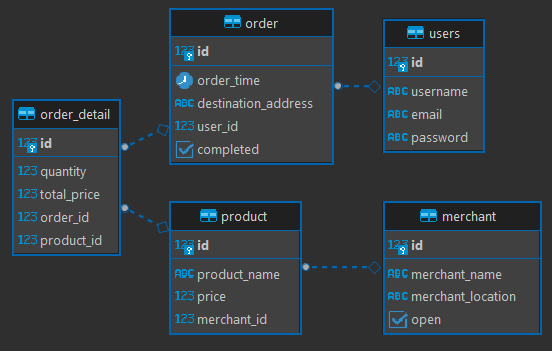 order
123 id
order_time
ABC destination_address
123 user_id
completed
users
123 id
ABC username
ABC email
ABC password
order_detail
123 id
123 quantity
123 total_price
123 order_id
123 product_id
product
123 id
ABC product_name
123 price
123 merchant_id
merchant
123 id
ABC merchant_name
ABC merchant_location
open